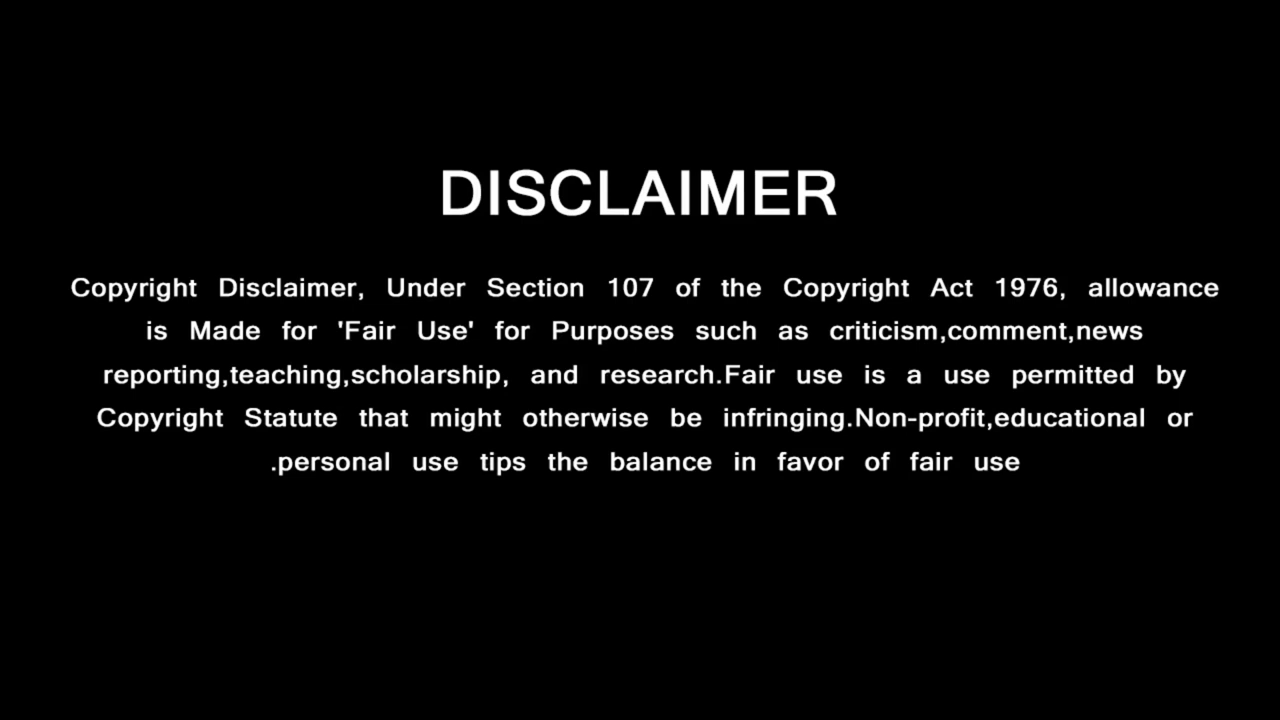 DISCLAIMER
Copyright Disclaimer, Under Section 107 of the Copyright Act 1976, allowance
is Made for 'Fair Use' for Purposes such as criticism,comment,news
reporting,teaching,scholarship, and research.Fair use is a use permitted by
Copyright Statute that might otherwise be infringing.Non-profit,educational or
.personal use tips the balance in favor of fair use